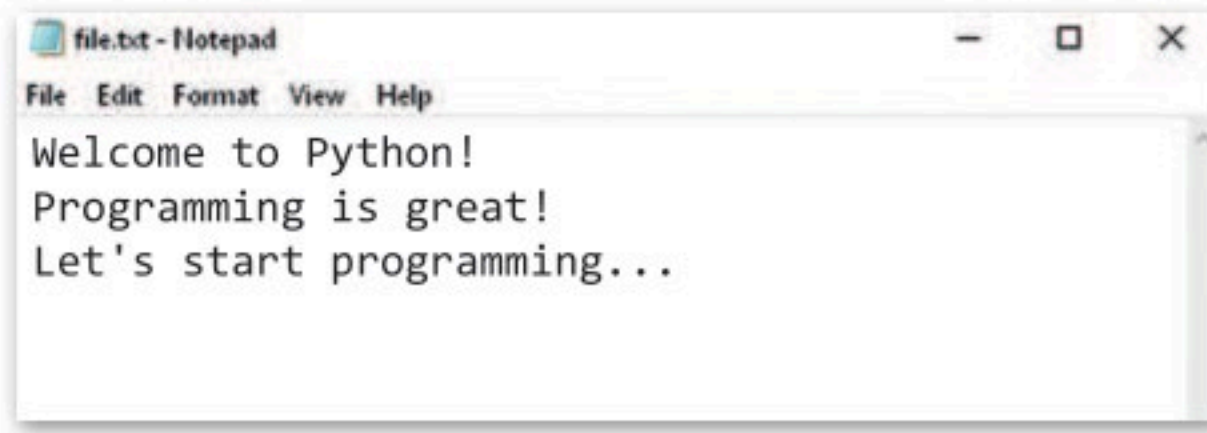 file.txt - Notepad
File Edit Format View Help
Welcome to Python!
Programming is great!
Let's start programming...